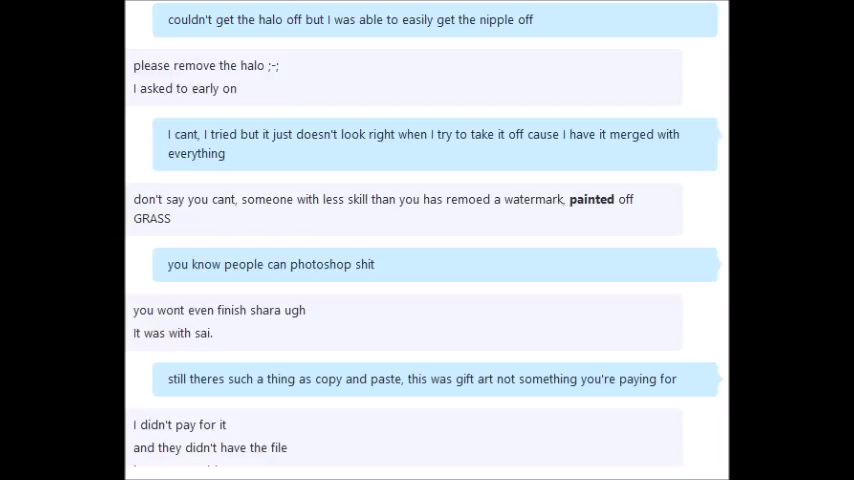 couldn't get the halo off but I was able to easily get the nipple off
please remove the halo ;-;
I asked to early on
I cant, I tried but it just doesn't look right when I try to take it off cause I have it merged with
everything
don't say you cant, someone with less skill than you has remoed a watermark, painted off
GRASS
you know people can photoshop shit
you wont even finish shara ugh
It was with sai.
still theres such a thing as copy and paste, this was gift art not something you're paying for
I didn't pay for it
and they didn't have the file